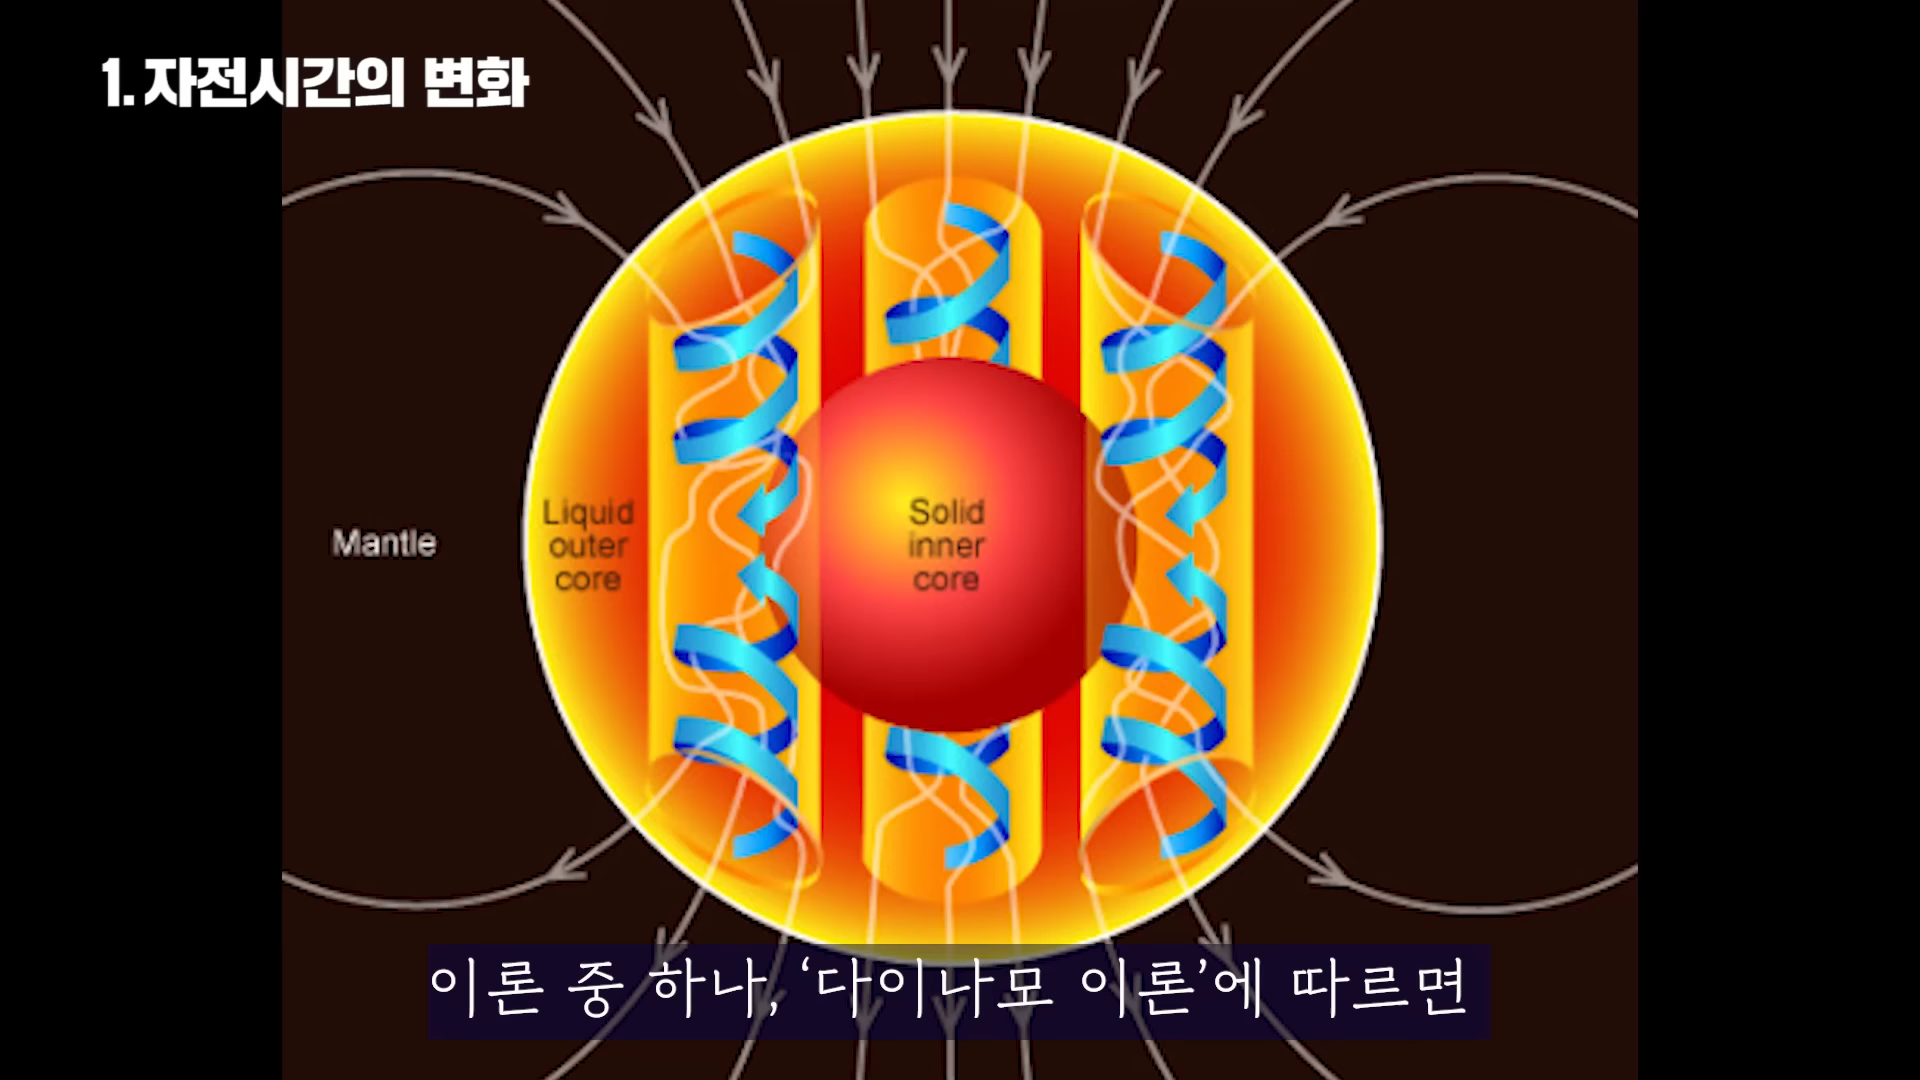 1. 자전시간의 변화
Mantle
Liquid
outer
core
Solid
inner
core
이론 중 하나, ‘다이나모 이론’에 따르면